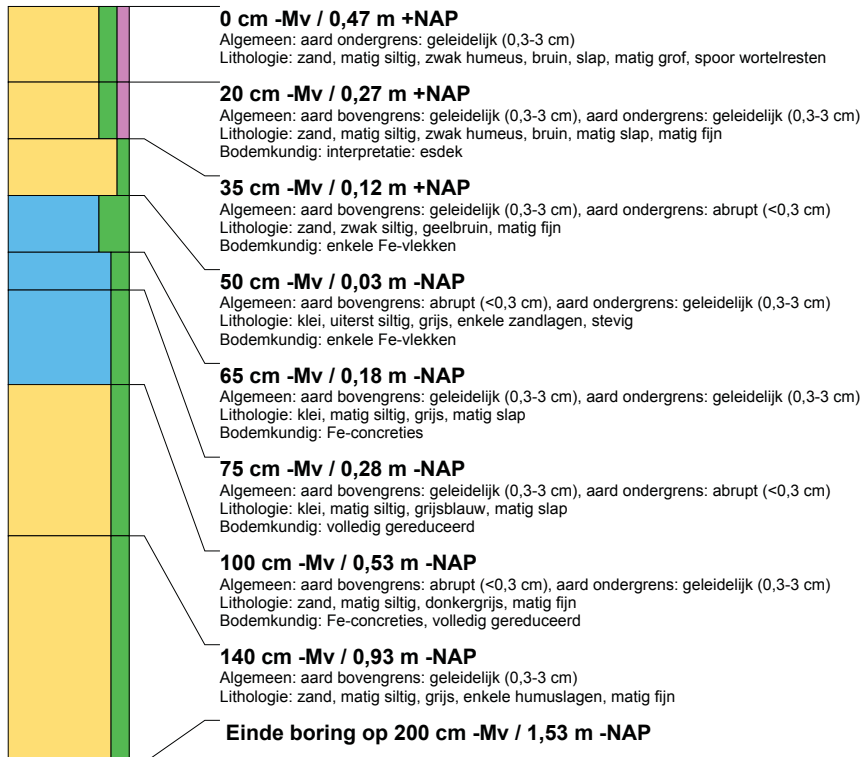 0 cm -Mv / 0,47 m +NAP
Algemeen: aard ondergrens: geleidelijk (0,3-3 cm)
Lithologie: zand, matig siltig, zwak humeus, bruin, slap, matig grof, spoor wortelresten
20 cm -Mv / 0,27 m +NAP
Algemeen: aard bovengrens: geleidelijk (0,3-3 cm), aard ondergrens: geleidelijk (0,3-3 cm)
Lithologie: zand, matig siltig, zwak humeus, bruin, matig slap, matig fijn
Bodemkundig: interpretatie: esdek
35 cm -Mv / 0,12 m +NAP
Algemeen: aard bovengrens: geleidelijk (0,3-3 cm), aard ondergrens: abrupt (<0,3 cm)
Lithologie: zand, zwak siltig, geelbruin, matig fijn
Bodemkundig: enkele Fe-vlekken
50 cm -Mv / 0,03 m -NAP
Algemeen: aard bovengrens: abrupt (<0,3 cm), aard ondergrens: geleidelijk (0,3-3 cm)
Lithologie: klei, uiterst siltig, grijs, enkele zandlagen, stevig
Bodemkundig: enkele Fe-vlekken
65 cm -Mv / 0,18 m -NAP
Algemeen: aard bovengrens: geleidelijk (0,3-3 cm), aard ondergrens: geleidelijk (0,3-3 cm)
Lithologie: klei, matig siltig, grijs, matig slap
Bodemkundig: Fe-concreties
75 cm -Mv / 0,28 m -NAP
Algemeen: aard bovengrens: geleidelijk (0,3-3 cm), aard ondergrens: abrupt (<0,3 cm)
Lithologie: klei, matig siltig, grijsblauw, matig slap
Bodemkundig: volledig gereduceerd
100 cm -Mv / 0,53 m -NAP
Algemeen: aard bovengrens: abrupt (<0,3 cm), aard ondergrens: geleidelijk (0,3-3 cm)
Lithologie: zand, matig siltig, donkergrijs, matig fijn
Bodemkundig: Fe-concreties, volledig gereduceerd
140 cm -Mv / 0,93 m -NAP
Algemeen: aard bovengrens: geleidelijk (0,3-3 cm)
Lithologie: zand, matig siltig, grijs, enkele humuslagen, matig fijn
Einde boring op 200 cm -Mv / 1,53 m -NAP